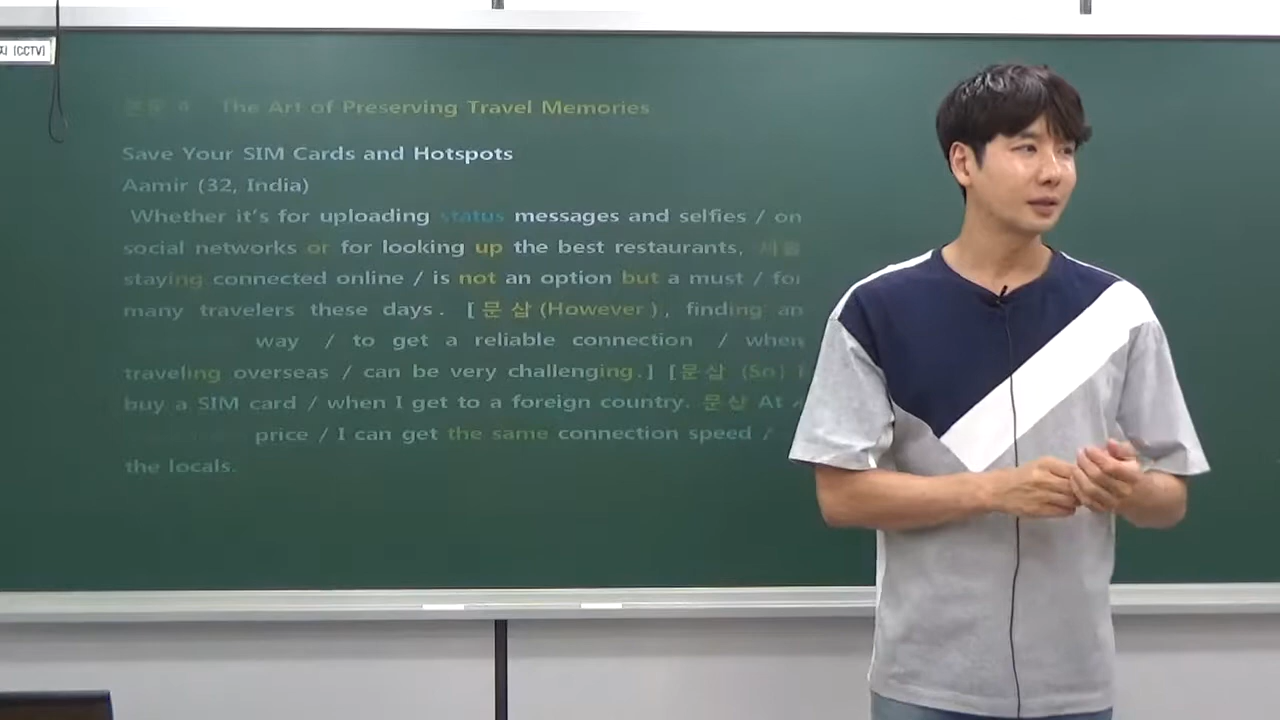 지 [CCTV]
본문 4 The Art of Preserving Travel Memories
Save Your SIM Cards and Hotspots
Aamir (32, India)
Whether it's for uploading status messages and selfies / on
social networks or for looking up the best restaurants,
staying connected online / is not an option but a must / for
many travelers these days. [문삽(However), finding an
way / to get a reliable connection / when
traveling overseas / can be very challenging.] [문삽 (So) I
buy a SIM card / when I get to a foreign country. 문삽 At
price / I can get the same connection speed /
the locals.